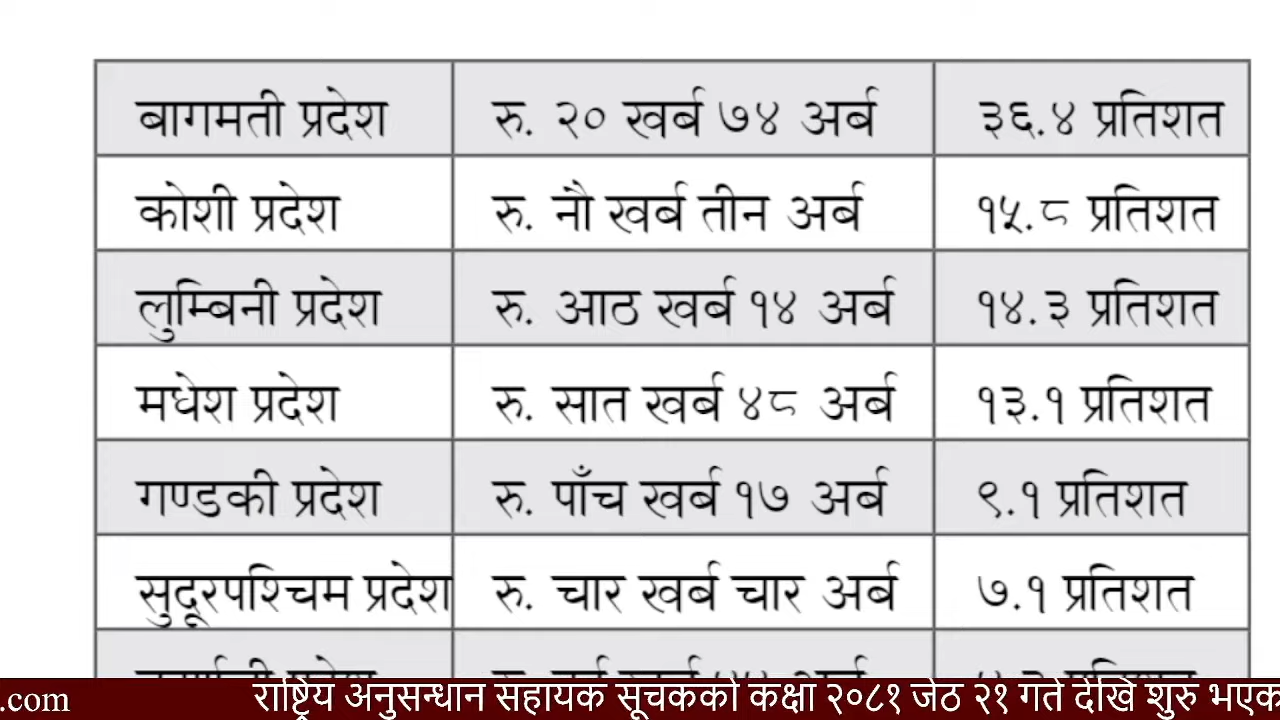 बागमती प्रदेश रु. २० खर्ब ७४ अर्ब ३६.४ प्रतिशत
कोशी प्रदेश रु. नौ खर्ब तीन अर्ब १५.८ प्रतिशत
लुम्बिनी प्रदेश रु. आठ खर्ब १४ अर्ब १४.३ प्रतिशत
मधेश प्रदेश रु. सात खर्ब ४८ अर्ब १३.१ प्रतिशत
गण्डकी प्रदेश रु. पाँच खर्ब १७ अर्ब ९.१ प्रतिशत
सुदूरपश्चिम प्रदेश रु. चार खर्ब चार अर्ब ७.१ प्रतिशत
.com राष्ट्रिय अनुसन्धान सहायक सूचकको कक्षा २०८१ जेठ २१ गते देखि शुरु भएक